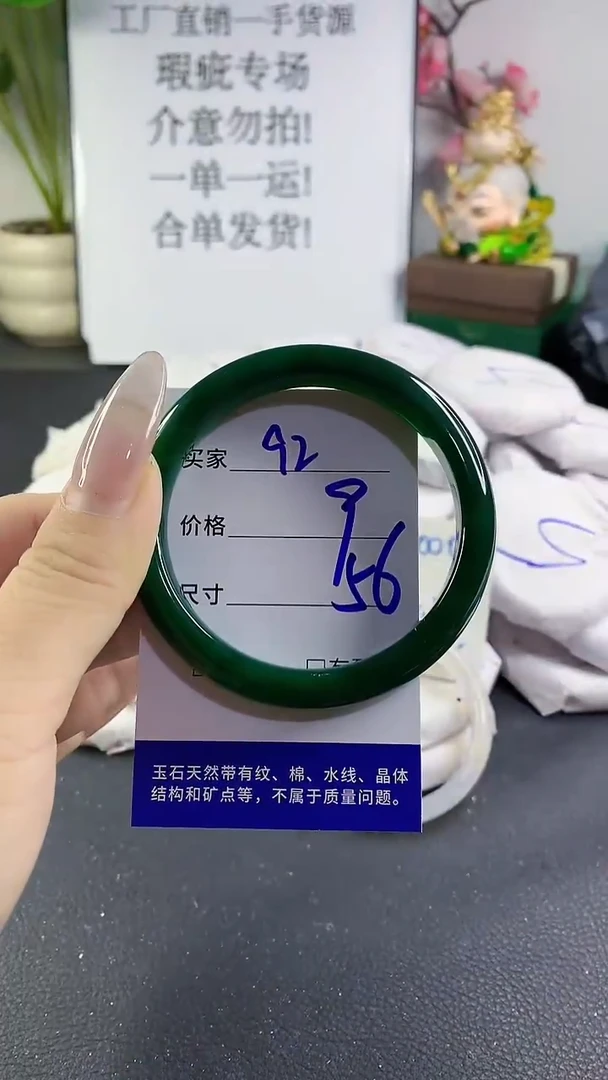 工厂直销一手货源
瑕疵专场
介意勿拍!
一单一运!
合单发货!
买家 92
价格
尺寸 56
玉石天然带有纹、棉、水线、晶体
结构和矿点等，不属于质量问题。